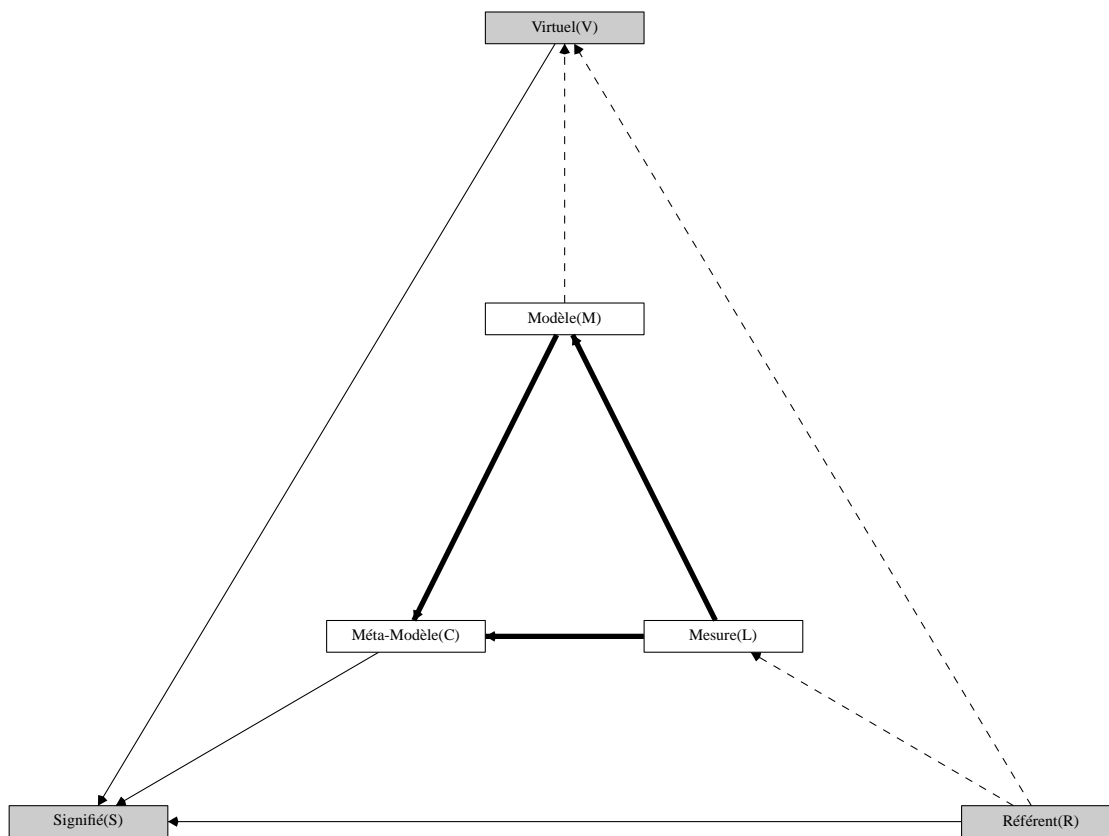 Virtuel(V)
Modèle(M)
Méta-Modèle(C)
Mesure(L)
Signifié(S)
Référent(R)